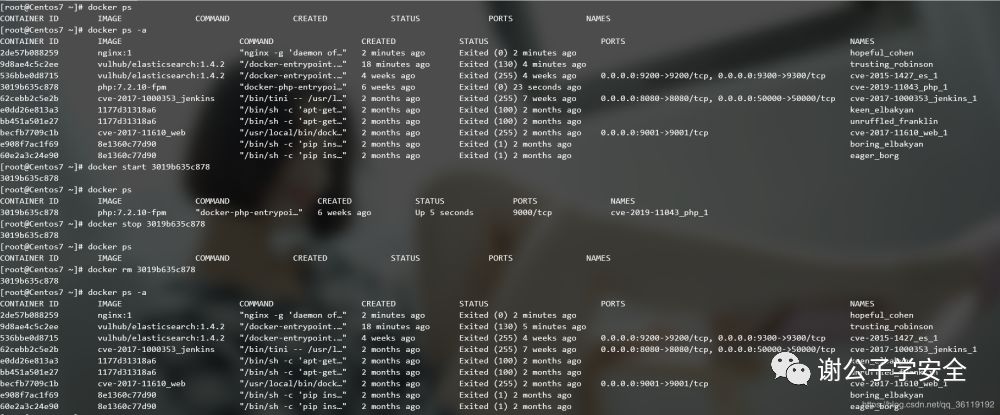 [root@Centos7 ~]# docker ps
CONTAINER ID IMAGE COMMAND CREATED STATUS PORTS NAMES
[root@Centos7 ~]# docker ps -a
CONTAINER ID IMAGE COMMAND CREATED STATUS PORTS NAMES
2de57b088259 nginx:1 "nginx -g 'daemon of…" 2 minutes ago Exited (0) 2 minutes ago hopeful_cohen
9d8ae4c5c2ee vulhub/elasticsearch:1.4.2 "/docker-entrypoint.…" 18 minutes ago Exited (130) 4 minutes ago trusting_robinson
536bbe0d8715 vulhub/elasticsearch:1.4.2 "/docker-entrypoint.…" 4 weeks ago Exited (255) 4 weeks ago 0.0.0.0:9200->9200/tcp, 0.0.0.0:9300->9300/tcp cve-2015-1427_es_1
3019b635c878 php:7.2.10-fpm "docker-php-entrypoi…" 6 weeks ago Exited (0) 23 seconds ago cve-2019-11043_php_1
62cebb2c5e2b cve-2017-1000353_jenkins "/bin/tini -- /usr/l…" 2 months ago Exited (255) 7 weeks ago 0.0.0.0:8080->8080/tcp, 0.0.0.0:50000->50000/tcp cve-2017-1000353_jenkins_1
e0dd26e813a3 1177d31318a6 "/bin/sh -c 'apt-get…" 2 months ago Exited (100) 2 months ago keen_elbakyan
bb451a501e27 1177d31318a6 "/bin/sh -c 'apt-get…" 2 months ago Exited (100) 2 months ago unruffled_franklin
becfb7709c1b cve-2017-11610_web "/usr/local/bin/dock…" 2 months ago Exited (255) 2 months ago 0.0.0.0:9001->9001/tcp cve-2017-11610_web_1
e908f7ac1f69 8e1360c77d90 "/bin/sh -c 'pip ins…" 2 months ago Exited (1) 2 months ago boring_elbakyan
60e2a3c24e90 8e1360c77d90 "/bin/sh -c 'pip ins…" 2 months ago Exited (1) 2 months ago eager_borg
[root@Centos7 ~]# docker start 3019b635c878
3019b635c878
[root@Centos7 ~]# docker ps
CONTAINER ID IMAGE COMMAND CREATED STATUS PORTS NAMES
3019b635c878 php:7.2.10-fpm "docker-php-entrypoi…" 6 weeks ago Up 5 seconds 9000/tcp cve-2019-11043_php_1
[root@Centos7 ~]# docker stop 3019b635c878
3019b635c878
[root@Centos7 ~]# docker ps
CONTAINER ID IMAGE COMMAND CREATED STATUS PORTS NAMES
[root@Centos7 ~]# docker rm 3019b635c878
3019b635c878
[root@Centos7 ~]# docker ps -a
CONTAINER ID IMAGE COMMAND CREATED STATUS PORTS NAMES
2de57b088259 nginx:1 "nginx -g 'daemon of…" 2 minutes ago Exited (0) 2 minutes ago hopeful_cohen
9d8ae4c5c2ee vulhub/elasticsearch:1.4.2 "/docker-entrypoint.…" 18 minutes ago Exited (130) 5 minutes ago trusting_robinson
536bbe0d8715 vulhub/elasticsearch:1.4.2 "/docker-entrypoint.…" 4 weeks ago Exited (255) 4 weeks ago 0.0.0.0:9200->9200/tcp, 0.0.0.0:9300->9300/tcp cve-2015-1427_es_1
62cebb2c5e2b cve-2017-1000353_jenkins "/bin/tini -- /usr/l…" 2 months ago Exited (255) 7 weeks ago 0.0.0.0:8080->8080/tcp, 0.0.0.0:50000->50000/tcp cve-2017-1000353_jenkins_1
e0dd26e813a3 1177d31318a6 "/bin/sh -c 'apt-get…" 2 months ago Exited (100) 2 months ago keen_elbakyan
bb451a501e27 1177d31318a6 "/bin/sh -c 'apt-get…" 2 months ago Exited (100) 2 months ago unruffled_franklin
becfb7709c1b cve-2017-11610_web "/usr/local/bin/dock…" 2 months ago Exited (255) 2 months ago 0.0.0.0:9001->9001/tcp cve-2017-11610_web_1
e908f7ac1f69 8e1360c77d90 "/bin/sh -c 'pip ins…" 2 months ago Exited (1) 2 months ago boring_elbakyan
60e2a3c24e90 8e1360c77d90 "/bin/sh -c 'pip ins…" 2 months ago Exited (1) 2 months ago eager_borg
谢公子学安全
https://blog.csdn.net/qq_36119192